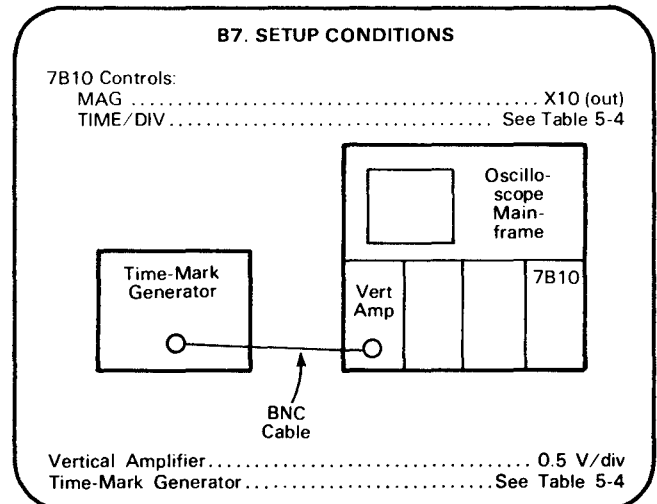 B7. SETUP CONDITIONS
7B10 Controls:
MAG ............................................. X10 (out)
TIME/DIV ........................................ See Table 5-4
Oscillo-
scope
Main-
frame
Time-Mark
Generator
Vert
Amp
7B10
BNC
Cable
Vertical Amplifier ................................... 0.5 V/div
Time-Mark Generator ........................... See Table 5-4